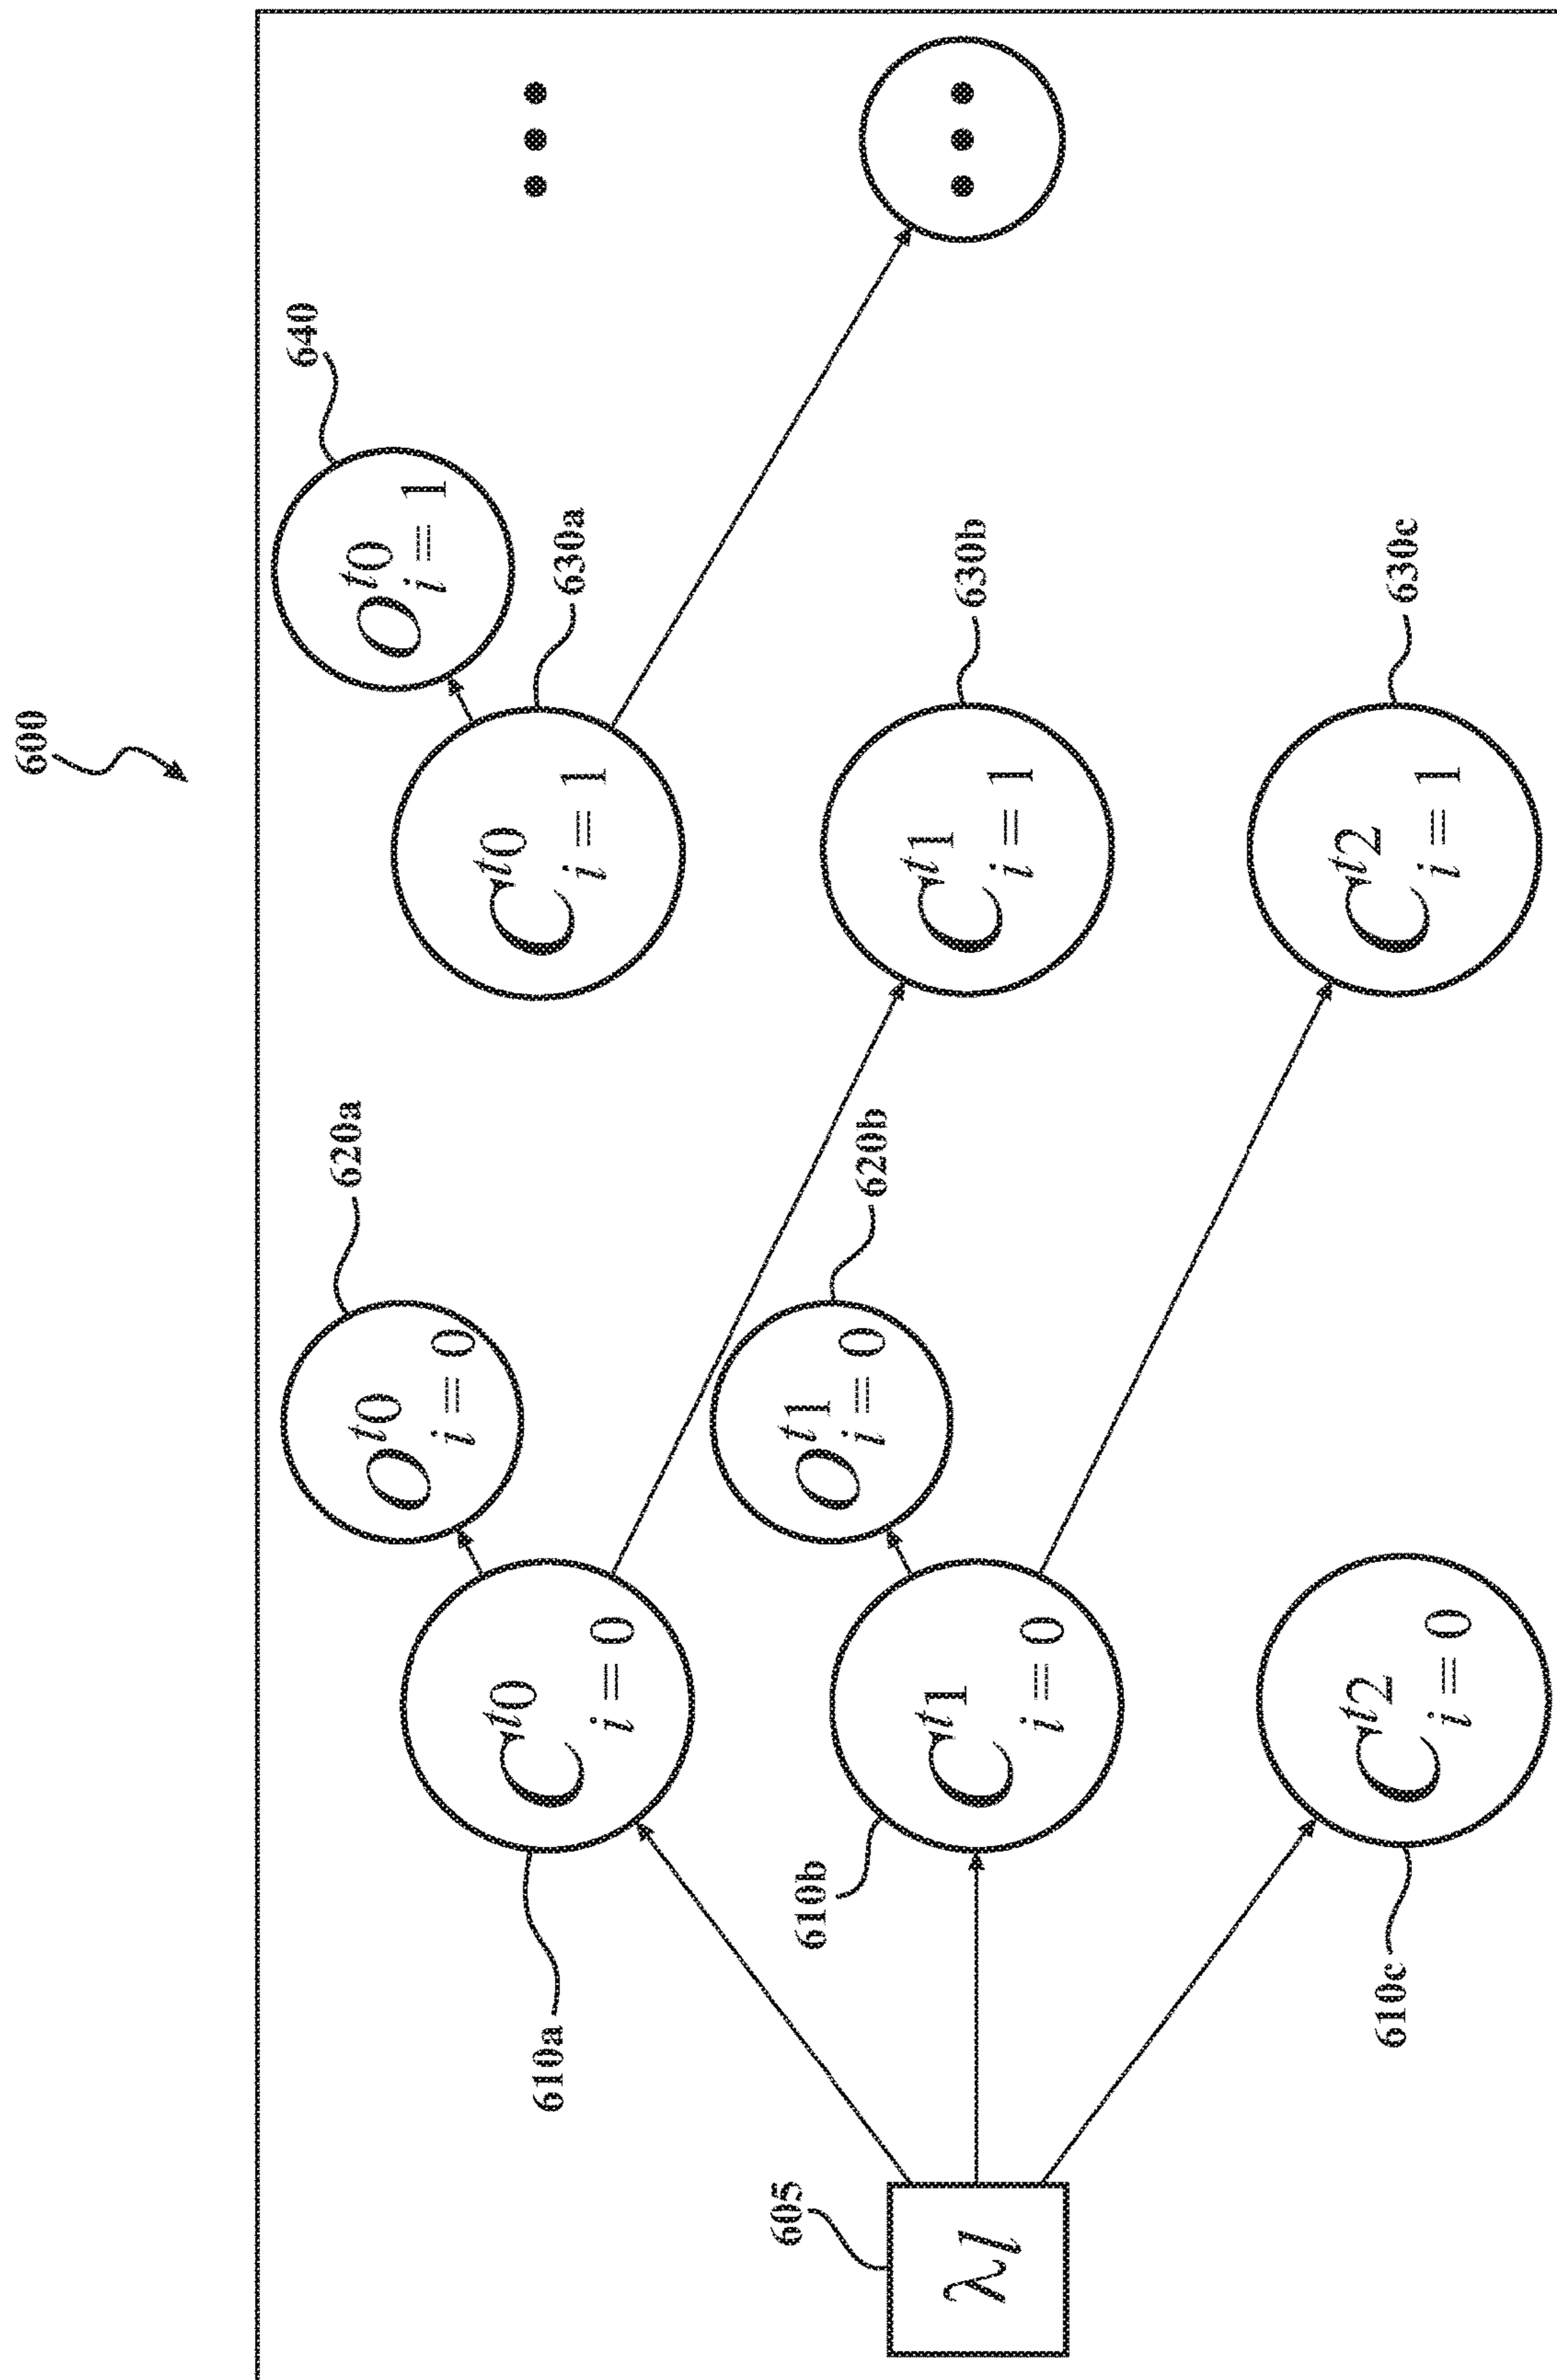 600
640
O^{t0}_{i=1}
620a
O^{t0}_{i=0}
630a
C^{t0}_{i=1}
C^{t0}_{i=0}
610a
620b
O^{t1}_{i=0}
630b
C^{t1}_{i=1}
C^{t1}_{i=0}
610b
605
λl
630c
C^{t2}_{i=1}
C^{t2}_{i=0}
610c